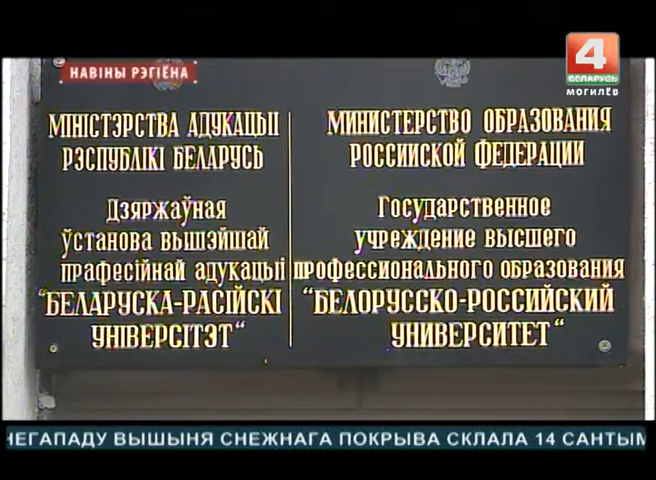 НАВІНЫ РЭГІЁНА
4
БЕЛАРУСЬ
МОГИЛЁВ
МІНІСТЭРСТВА АДУКАЦЫІ
РЭСПУБЛІКІ БЕЛАРУСЬ
Дзяржаўная
ўстанова вышэйшай
прафесійнай адукацыі
"БЕЛАРУСКА-РАСІЙСКІ
УНІВЕРСІТЭТ"
МИНИСТЕРСТВО ОБРАЗОВАНИЯ
РОССИЙСКОЙ ФЕДЕРАЦИИ
Государственное
учреждение высшего
профессионального образования
"БЕЛОРУССКО-РОССИЙСКИЙ
УНИВЕРСИТЕТ"
НЕГАПАДУ ВЫШЫНЯ СНЕЖНАГА ПОКРЫВА СКЛАЛА 14 САНТЫМ